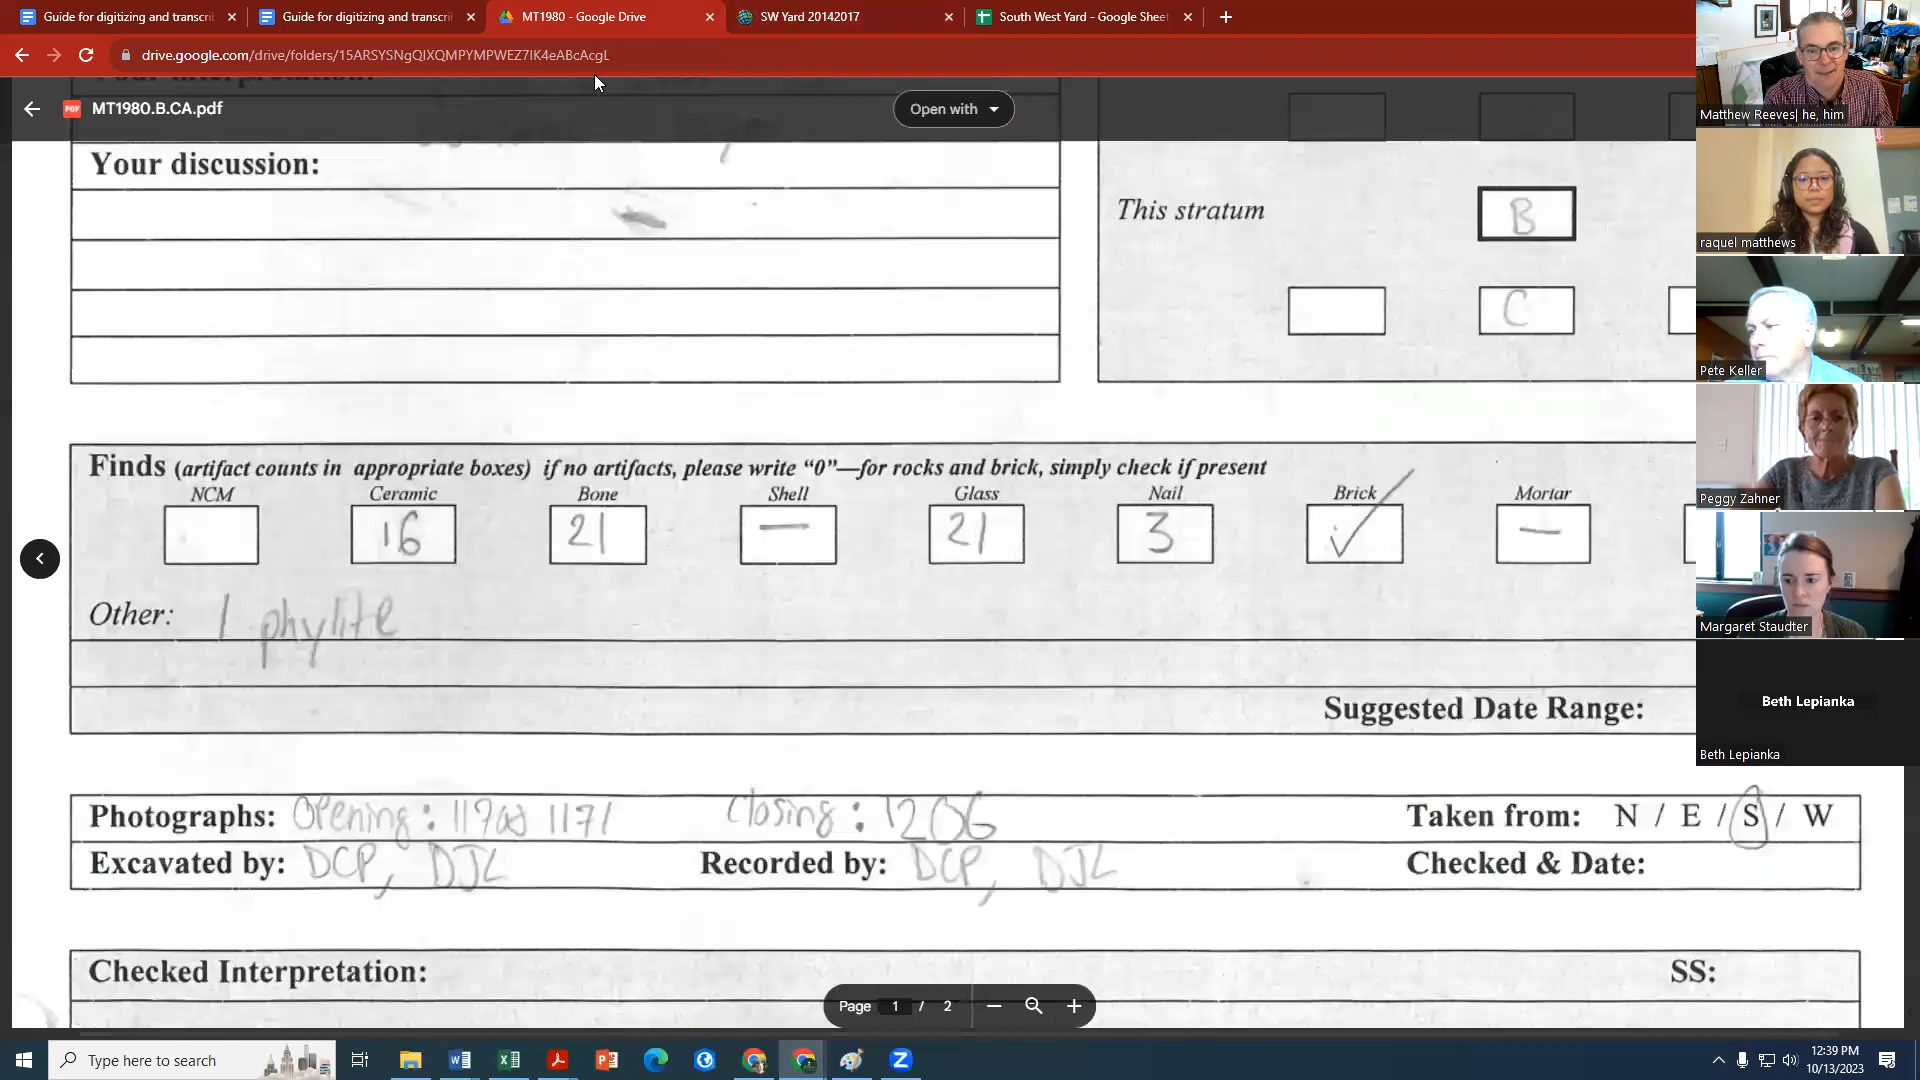 Guide for digitizing and transcrib
Guide for digitizing and transcrib
MT1980 - Google Drive
SW Yard 20142017
South West Yard - Google Sheet
drive.google.com/drive/folders/15ARSYSNgQIXQMPYMPWEZ7IK4eABcAcgL
MT1980.B.CA.pdf
Open with
Your discussion:
This stratum
B
C
Finds (artifact counts in appropriate boxes) if no artifacts, please write “0”—for rocks and brick, simply check if present
NCM Ceramic Bone Shell Glass Nail Brick Mortar
16 21 — 21 3 ✓ —
Other: 1 phylite
Suggested Date Range:
Photographs: Opening: 1170 1171 Closing: 1206 Taken from: N / E / S / W
Excavated by: DCP, DJL Recorded by: DCP, DJL Checked & Date:
Checked Interpretation: SS:
Page 1 / 2
Matthew Reeves| he, him
raquel matthews
Pete Keller
Peggy Zahner
Margaret Staudter
Beth Lepianka
Beth Lepianka
Type here to search
12:39 PM
10/13/2023